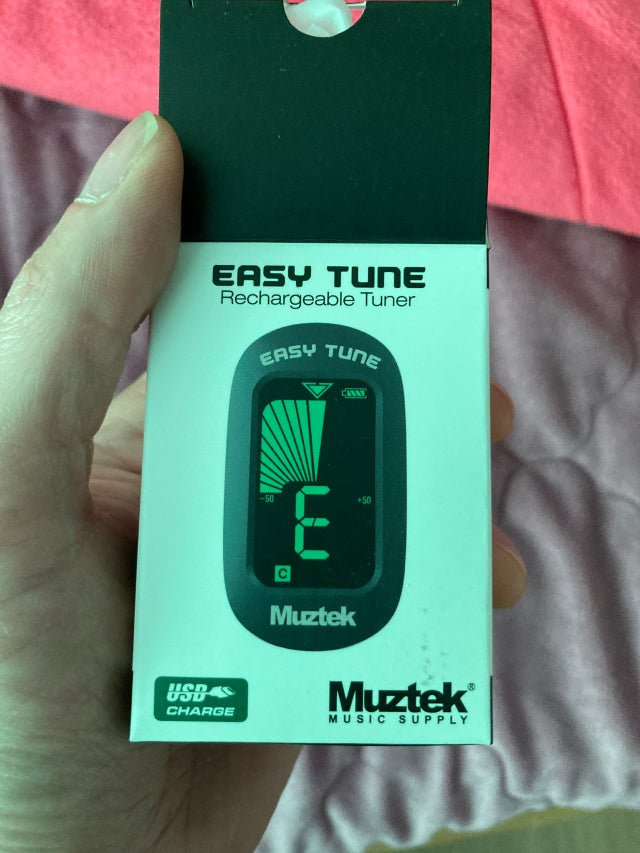 EASY TUNE
Rechargeable Tuner
EASY TUNE
-50 +50
E
C
Muztek
USB
CHARGE
Muztek®
MUSIC SUPPLY